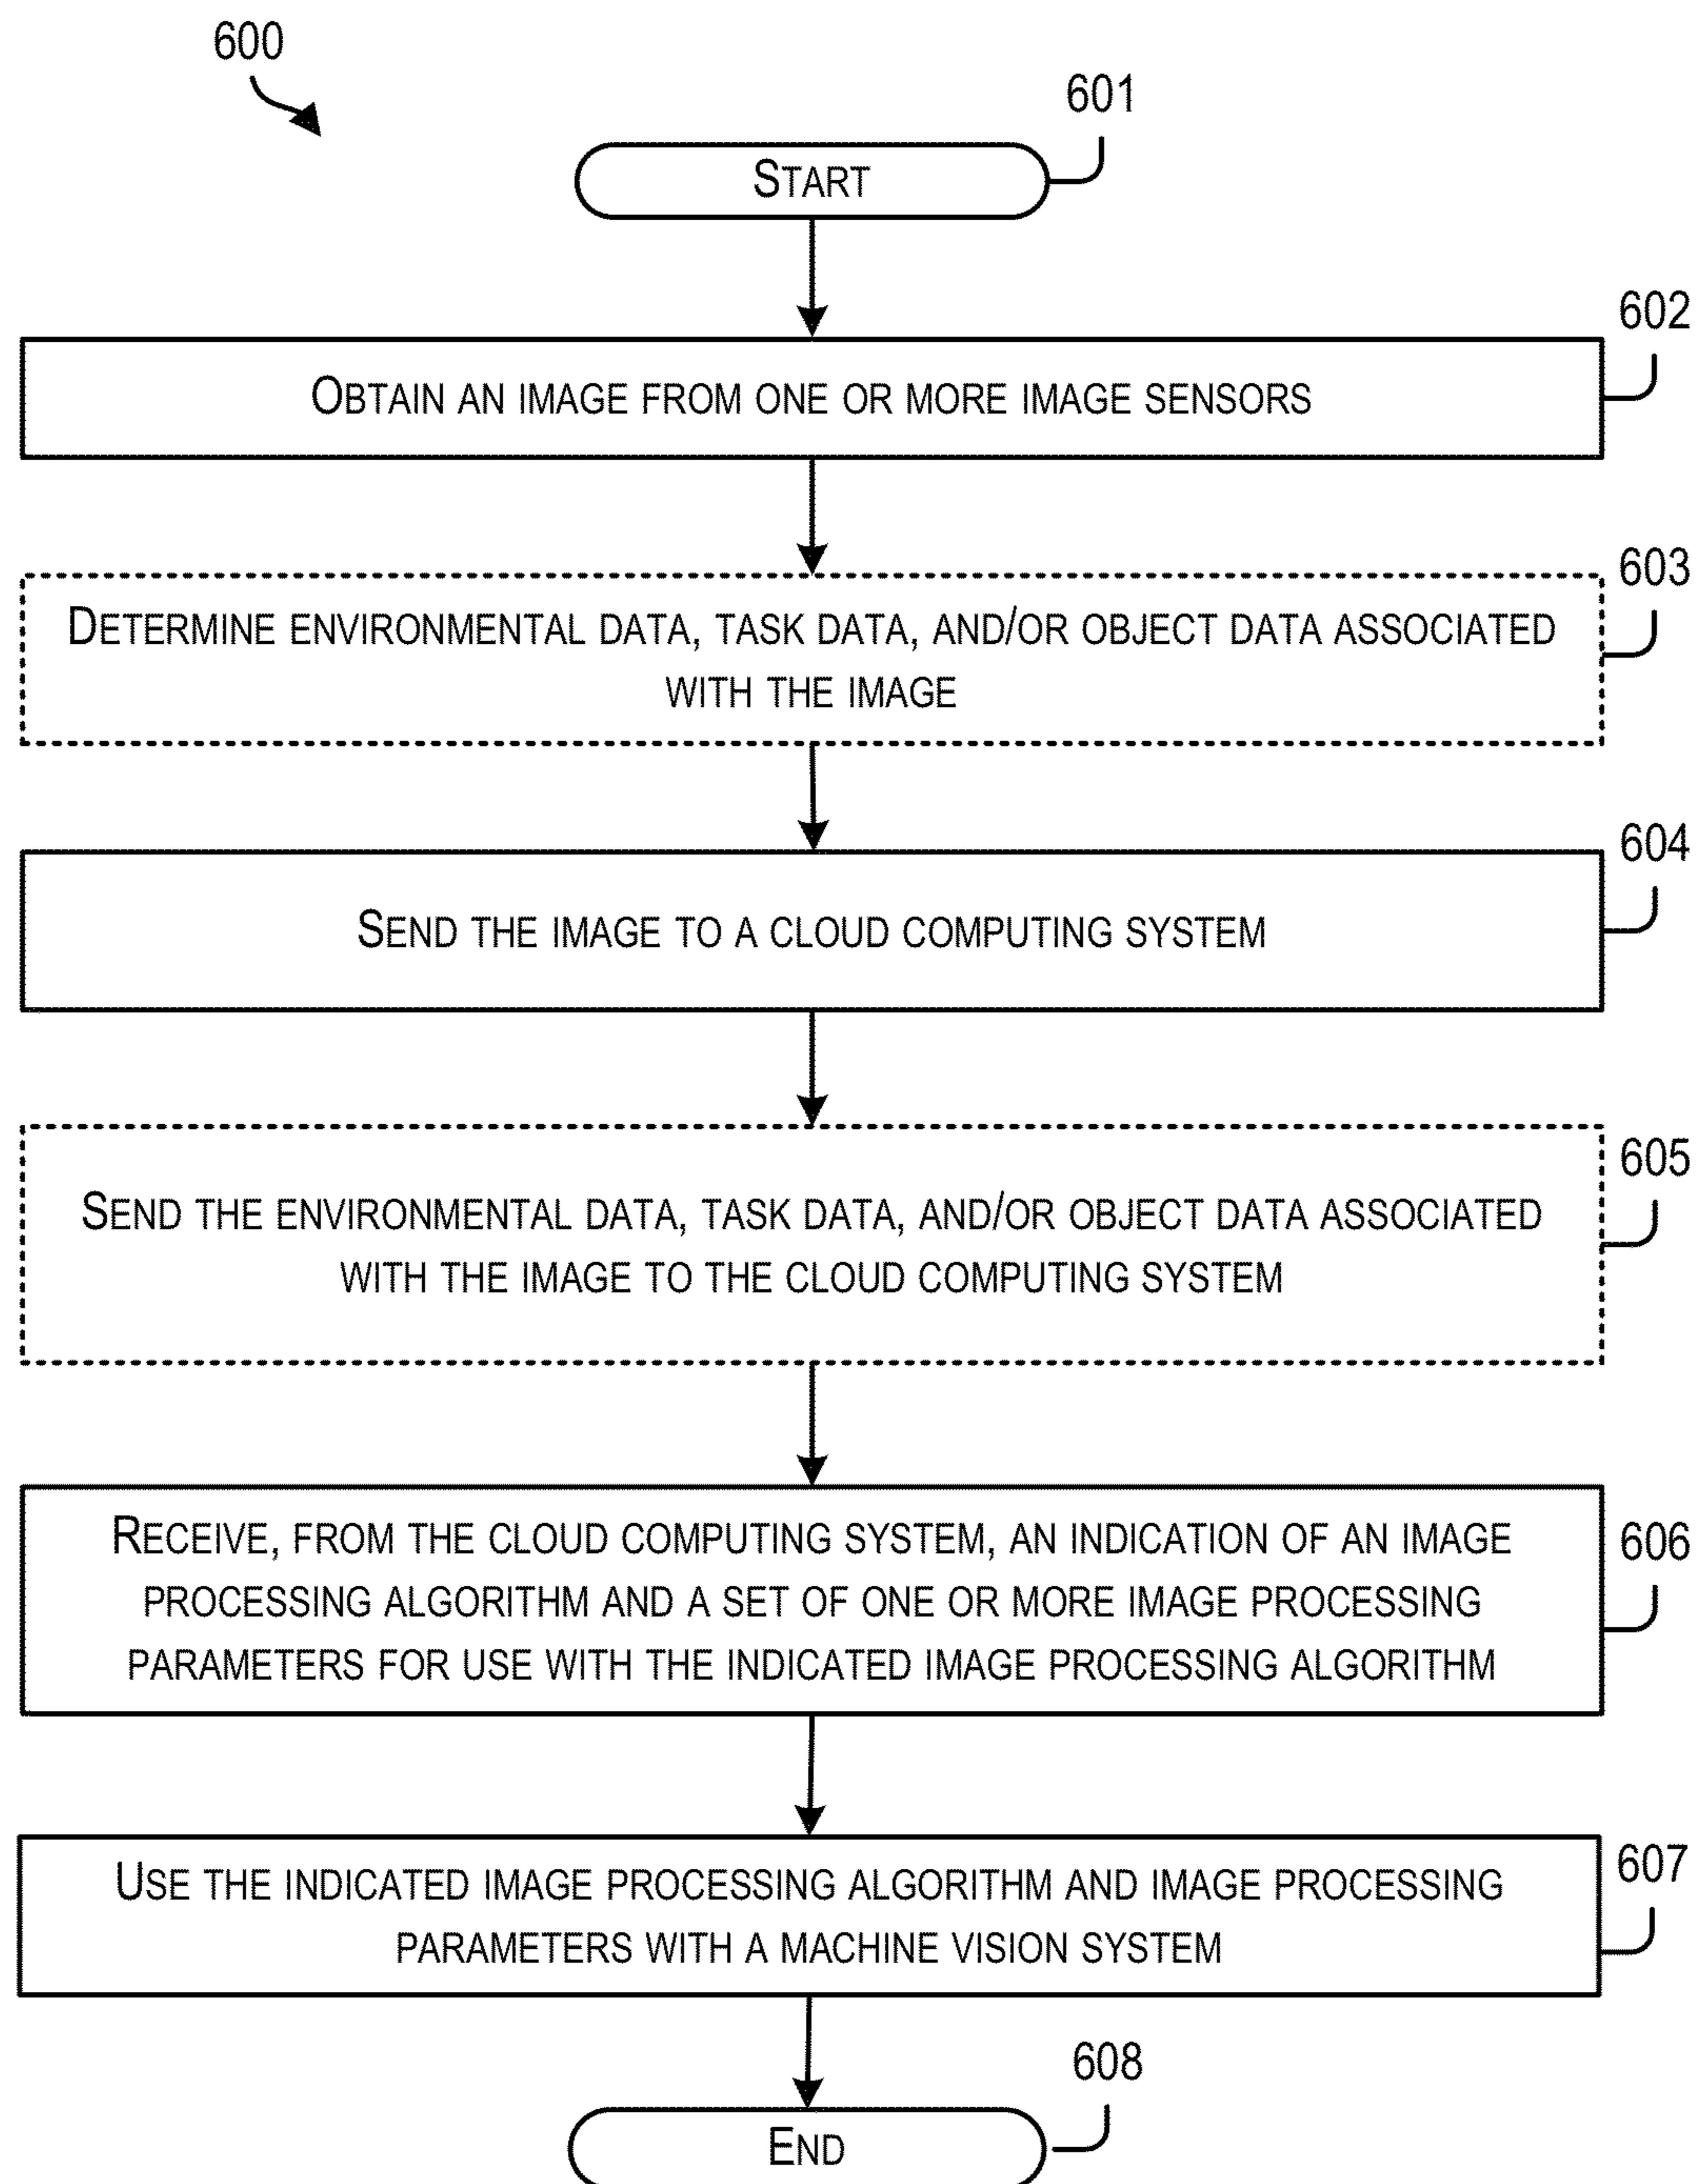 600
601
START
602
OBTAIN AN IMAGE FROM ONE OR MORE IMAGE SENSORS
603
DETERMINE ENVIRONMENTAL DATA, TASK DATA, AND/OR OBJECT DATA ASSOCIATED
WITH THE IMAGE
604
SEND THE IMAGE TO A CLOUD COMPUTING SYSTEM
605
SEND THE ENVIRONMENTAL DATA, TASK DATA, AND/OR OBJECT DATA ASSOCIATED
WITH THE IMAGE TO THE CLOUD COMPUTING SYSTEM
606
RECEIVE, FROM THE CLOUD COMPUTING SYSTEM, AN INDICATION OF AN IMAGE
PROCESSING ALGORITHM AND A SET OF ONE OR MORE IMAGE PROCESSING
PARAMETERS FOR USE WITH THE INDICATED IMAGE PROCESSING ALGORITHM
607
USE THE INDICATED IMAGE PROCESSING ALGORITHM AND IMAGE PROCESSING
PARAMETERS WITH A MACHINE VISION SYSTEM
608
END